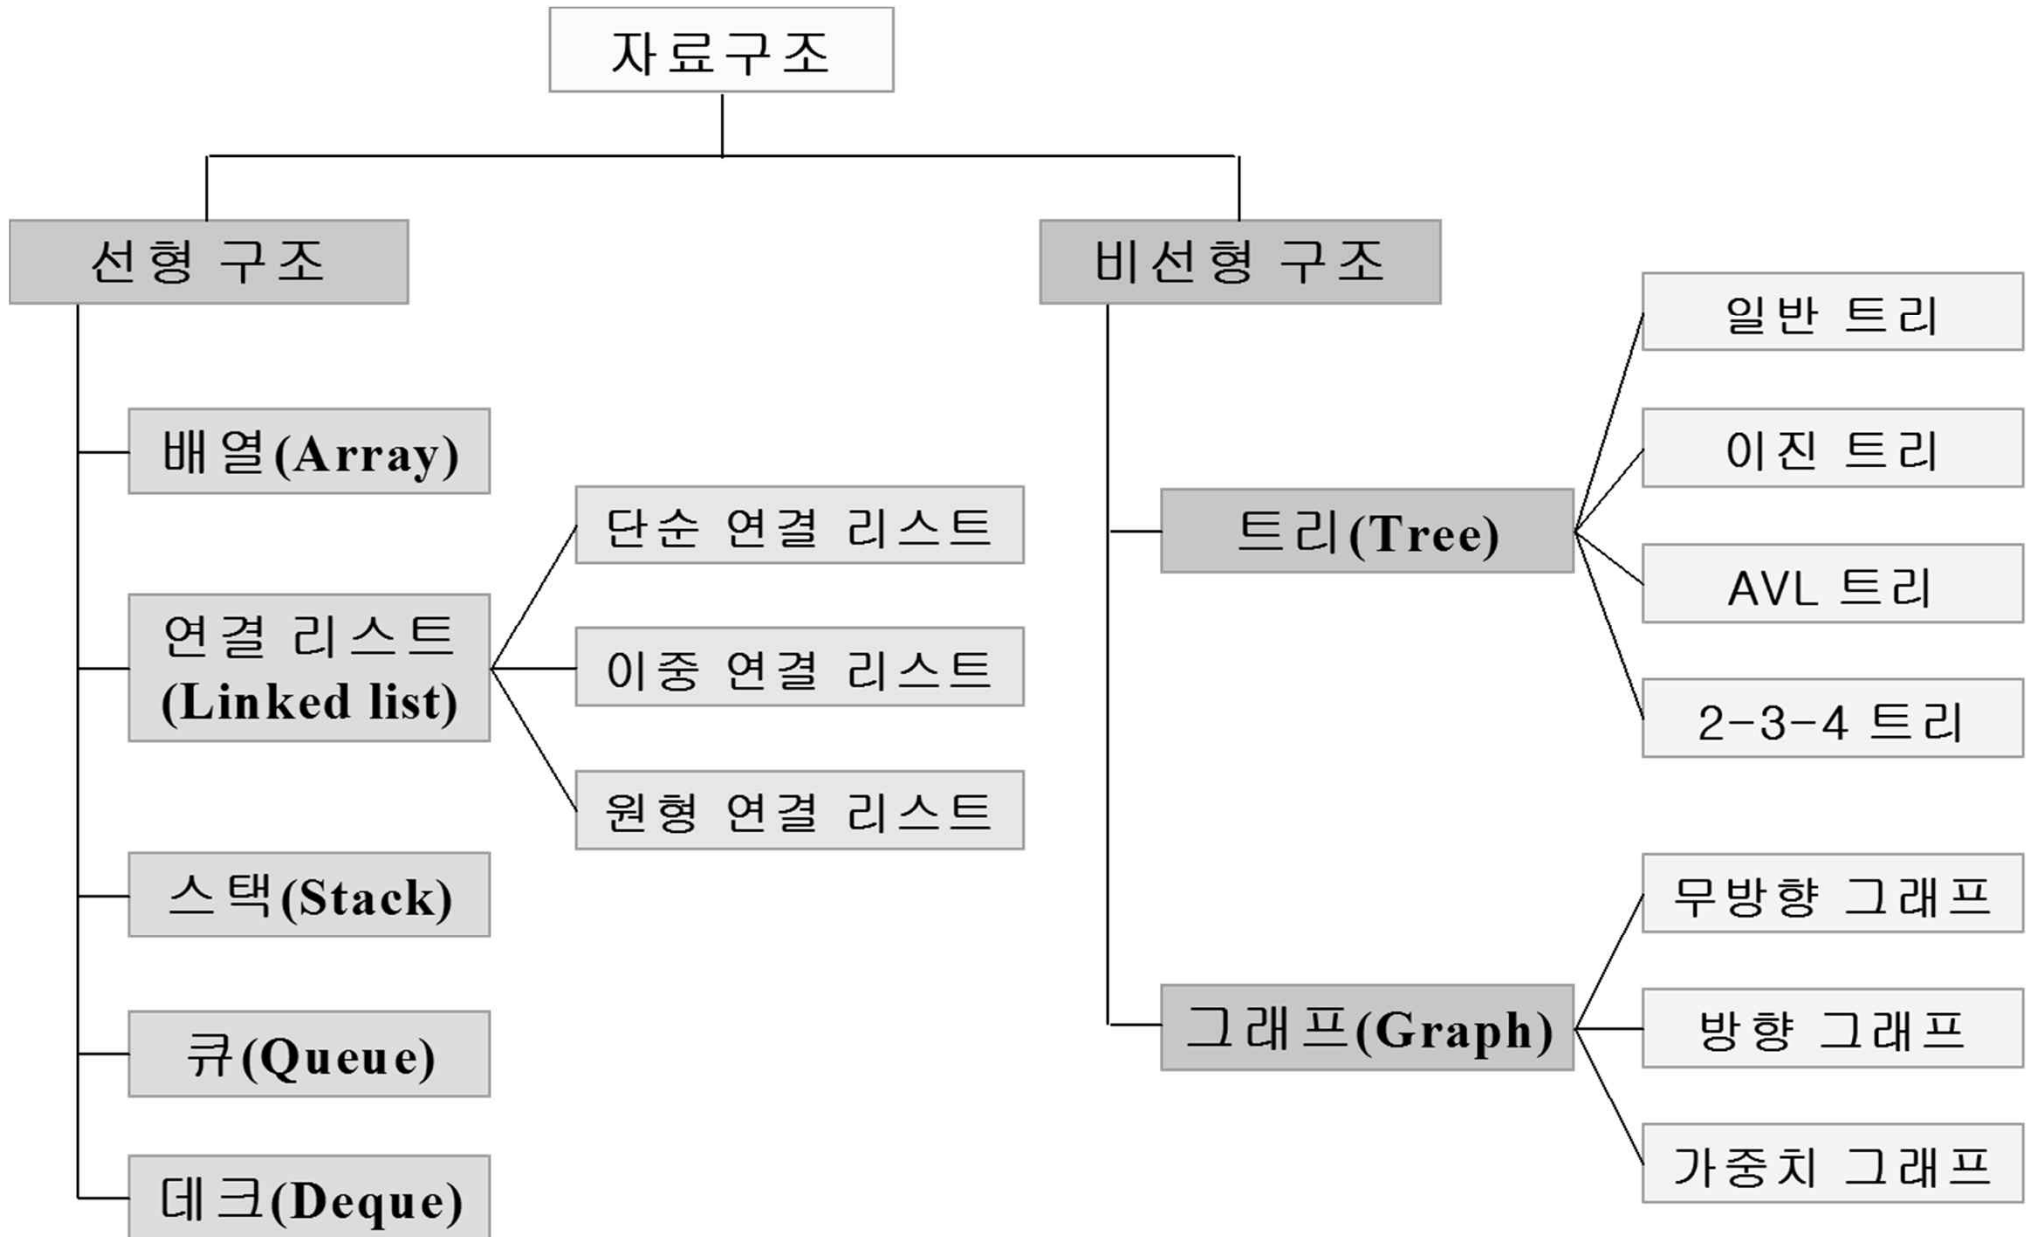 자료구조
선형 구조
배열(Array)
연결 리스트
(Linked list)
단순 연결 리스트
이중 연결 리스트
원형 연결 리스트
스택(Stack)
큐(Queue)
데크(Deque)
비선형 구조
트리(Tree)
일반 트리
이진 트리
AVL 트리
2-3-4 트리
그래프(Graph)
무방향 그래프
방향 그래프
가중치 그래프